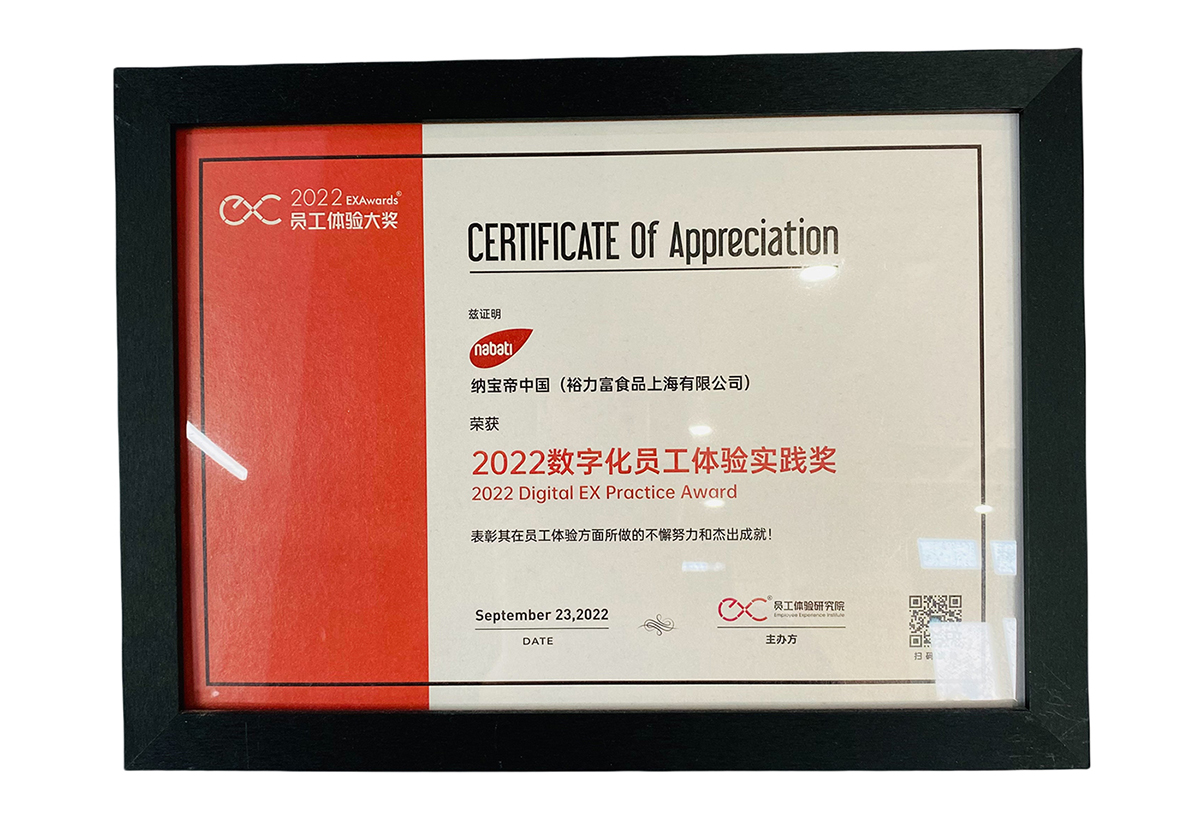 exc 2022 EXAwards®
员工体验大奖
CERTIFICATE Of Appreciation
兹证明
nabati
纳宝帝中国（裕力富食品上海有限公司）
荣获
2022数字化员工体验实践奖
2022 Digital EX Practice Award
表彰其在员工体验方面所做的不懈努力和杰出成就！
September 23,2022
DATE
exc® 员工体验研究院
Employee Experience Institute
主办方
扫码